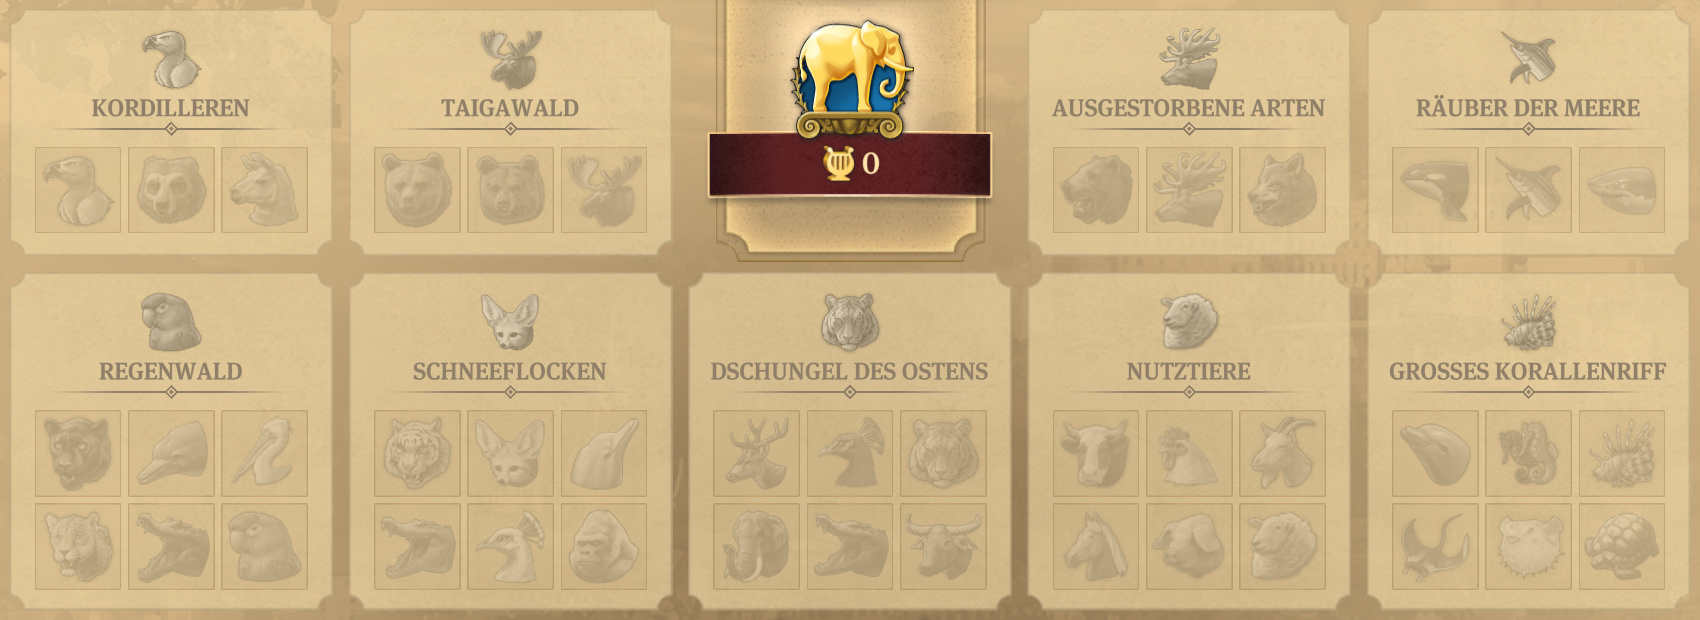 KORDILLEREN
TAIGAWALD
0
AUSGESTORBENE ARTEN
RÄUBER DER MEERE
REGENWALD
SCHNEEFLOCKEN
DSCHUNGEL DES OSTENS
NUTZTIERE
GROSSES KORALLENRIFF